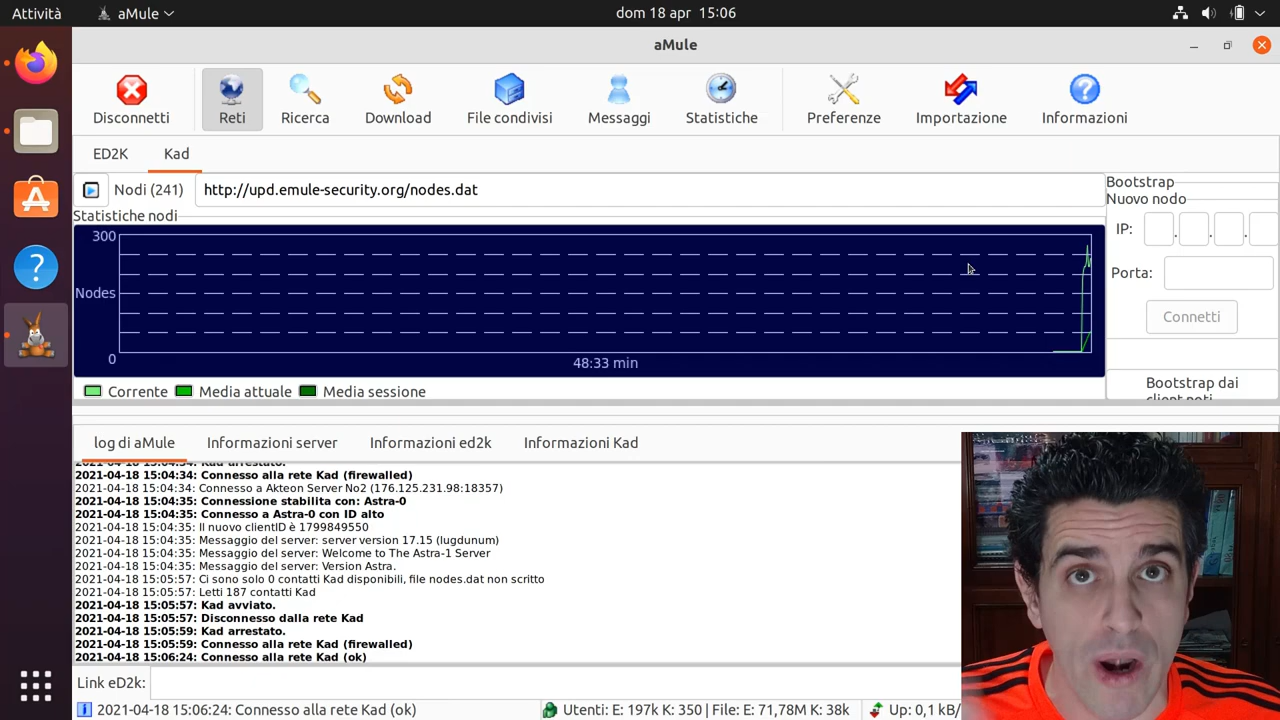 Attività
aMule
dom 18 apr 15:06
aMule
Disconnetti
Reti
Ricerca
Download
File condivisi
Messaggi
Statistiche
Preferenze
Importazione
Informazioni
ED2K
Kad
Nodi (241)
http://upd.emule-security.org/nodes.dat
Bootstrap
Nuovo nodo
IP:
. . .
Porta:
Connetti
Bootstrap dai
client noti
Statistiche nodi
300
Nodes
0
48:33 min
Corrente
Media attuale
Media sessione
log di aMule
Informazioni server
Informazioni ed2k
Informazioni Kad
2021-04-18 15:04:34: Kad arrestato.
2021-04-18 15:04:34: Connesso alla rete Kad (firewalled)
2021-04-18 15:04:34: Connesso a Akteon Server No2 (176.125.231.98:18357)
2021-04-18 15:04:35: Connessione stabilita con: Astra-0
2021-04-18 15:04:35: Connesso a Astra-0 con ID alto
2021-04-18 15:04:35: Il nuovo clientID è 1799849550
2021-04-18 15:04:35: Messaggio del server: server version 17.15 (lugdunum)
2021-04-18 15:04:35: Messaggio del server: Welcome to The Astra-1 Server
2021-04-18 15:04:35: Messaggio del server: Version Astra.
2021-04-18 15:05:57: Ci sono solo 0 contatti Kad disponibili, file nodes.dat non scritto
2021-04-18 15:05:57: Letti 187 contatti Kad
2021-04-18 15:05:57: Kad avviato.
2021-04-18 15:05:57: Disconnesso dalla rete Kad
2021-04-18 15:05:59: Kad arrestato.
2021-04-18 15:05:59: Connesso alla rete Kad (firewalled)
2021-04-18 15:06:24: Connesso alla rete Kad (ok)
Link eD2k:
2021-04-18 15:06:24: Connesso alla rete Kad (ok)
Utenti: E: 197k K: 350 | File: E: 71,78M K: 38k
Up: 0,1 kB/